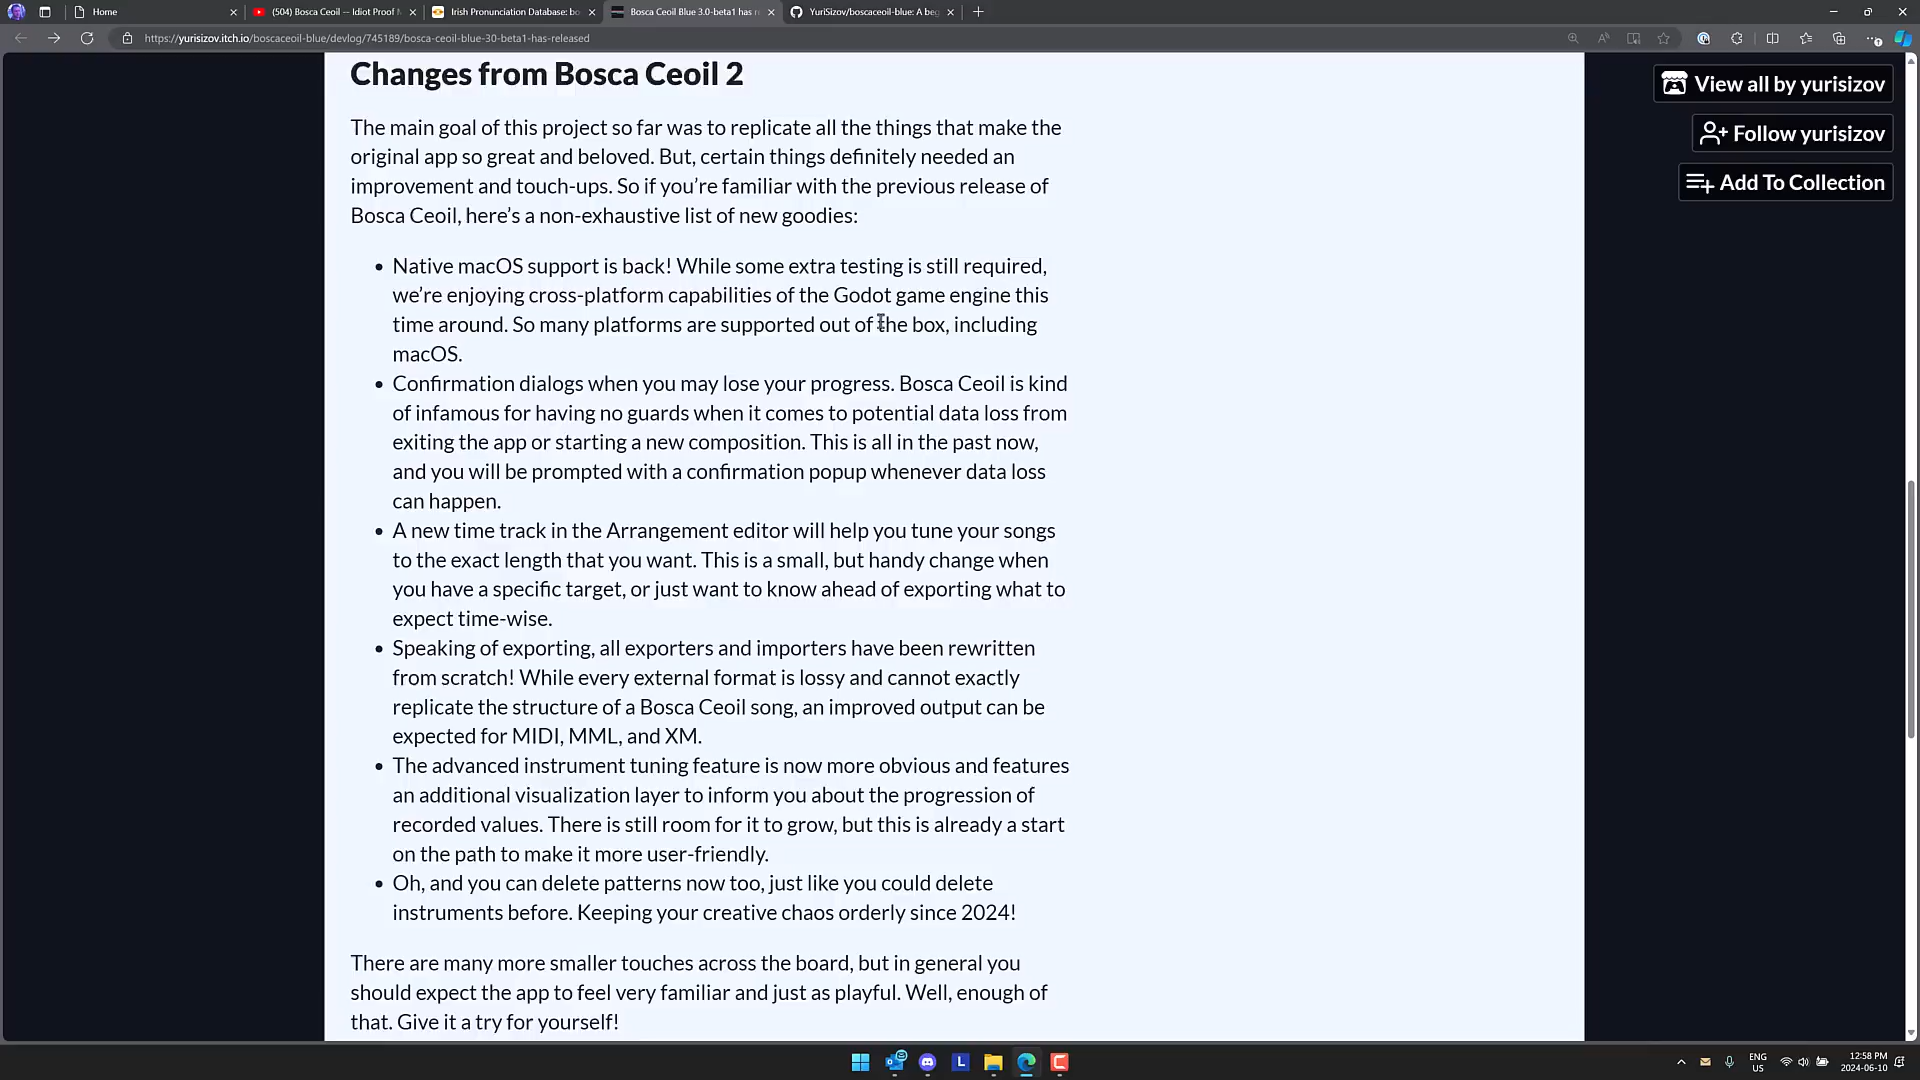 Home
(504) Bosca Ceoil -- Idiot Proof M
Irish Pronunciation Database: bo
Bosca Ceoil Blue 3.0-beta1 has r
YuriSizov/boscaceoil-blue: A beg
https://yurisizov.itch.io/boscaceoil-blue/devlog/745189/bosca-ceoil-blue-30-beta1-has-released
View all by yurisizov
Follow yurisizov
Add To Collection
Changes from Bosca Ceoil 2
The main goal of this project so far was to replicate all the things that make the
original app so great and beloved. But, certain things definitely needed an
improvement and touch-ups. So if you’re familiar with the previous release of
Bosca Ceoil, here’s a non-exhaustive list of new goodies:
• Native macOS support is back! While some extra testing is still required,
we’re enjoying cross-platform capabilities of the Godot game engine this
time around. So many platforms are supported out of the box, including
macOS.
• Confirmation dialogs when you may lose your progress. Bosca Ceoil is kind
of infamous for having no guards when it comes to potential data loss from
exiting the app or starting a new composition. This is all in the past now,
and you will be prompted with a confirmation popup whenever data loss
can happen.
• A new time track in the Arrangement editor will help you tune your songs
to the exact length that you want. This is a small, but handy change when
you have a specific target, or just want to know ahead of exporting what to
expect time-wise.
• Speaking of exporting, all exporters and importers have been rewritten
from scratch! While every external format is lossy and cannot exactly
replicate the structure of a Bosca Ceoil song, an improved output can be
expected for MIDI, MML, and XM.
• The advanced instrument tuning feature is now more obvious and features
an additional visualization layer to inform you about the progression of
recorded values. There is still room for it to grow, but this is already a start
on the path to make it more user-friendly.
• Oh, and you can delete patterns now too, just like you could delete
instruments before. Keeping your creative chaos orderly since 2024!
There are many more smaller touches across the board, but in general you
should expect the app to feel very familiar and just as playful. Well, enough of
that. Give it a try for yourself!
L
ENG
US
12:58 PM
2024-06-10